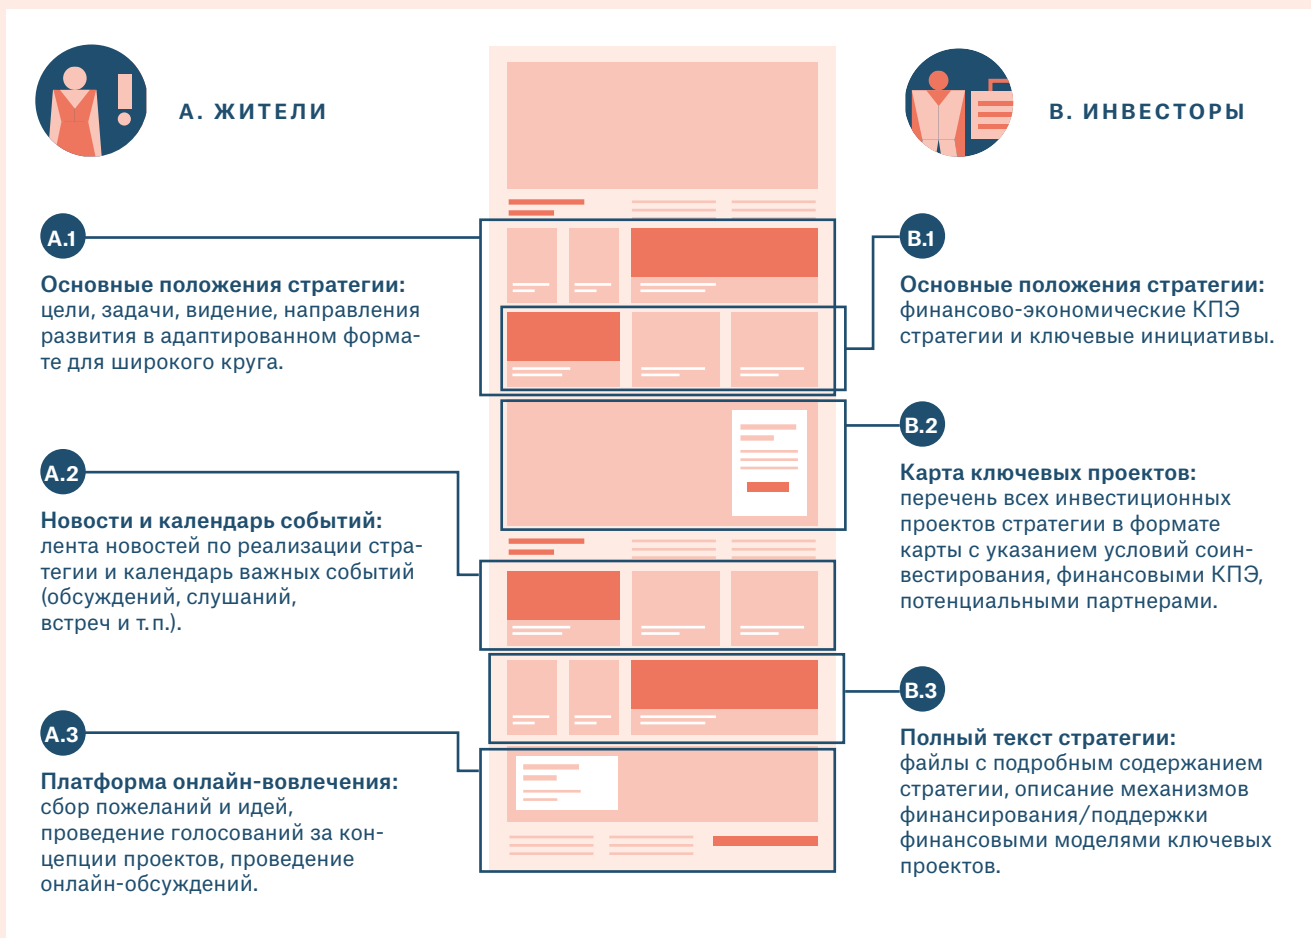 А. ЖИТЕЛИ
А.1
Основные положения стратегии:
цели, задачи, видение, направления
развития в адаптированном форма-
те для широкого круга.
А.2
Новости и календарь событий:
лента новостей по реализации стра-
тегии и календарь важных событий
(обсуждений, слушаний,
встреч и т. п.).
А.3
Платформа онлайн-вовлечения:
сбор пожеланий и идей,
проведение голосований за кон-
цепции проектов, проведение
онлайн-обсуждений.
В. ИНВЕСТОРЫ
В.1
Основные положения стратегии:
финансово-экономические КПЭ
стратегии и ключевые инициативы.
В.2
Карта ключевых проектов:
перечень всех инвестиционных
проектов стратегии в формате
карты с указанием условий соин-
вестирования, финансовыми КПЭ,
потенциальными партнерами.
В.3
Полный текст стратегии:
файлы с подробным содержанием
стратегии, описание механизмов
финансирования/поддержки
финансовыми моделями ключевых
проектов.